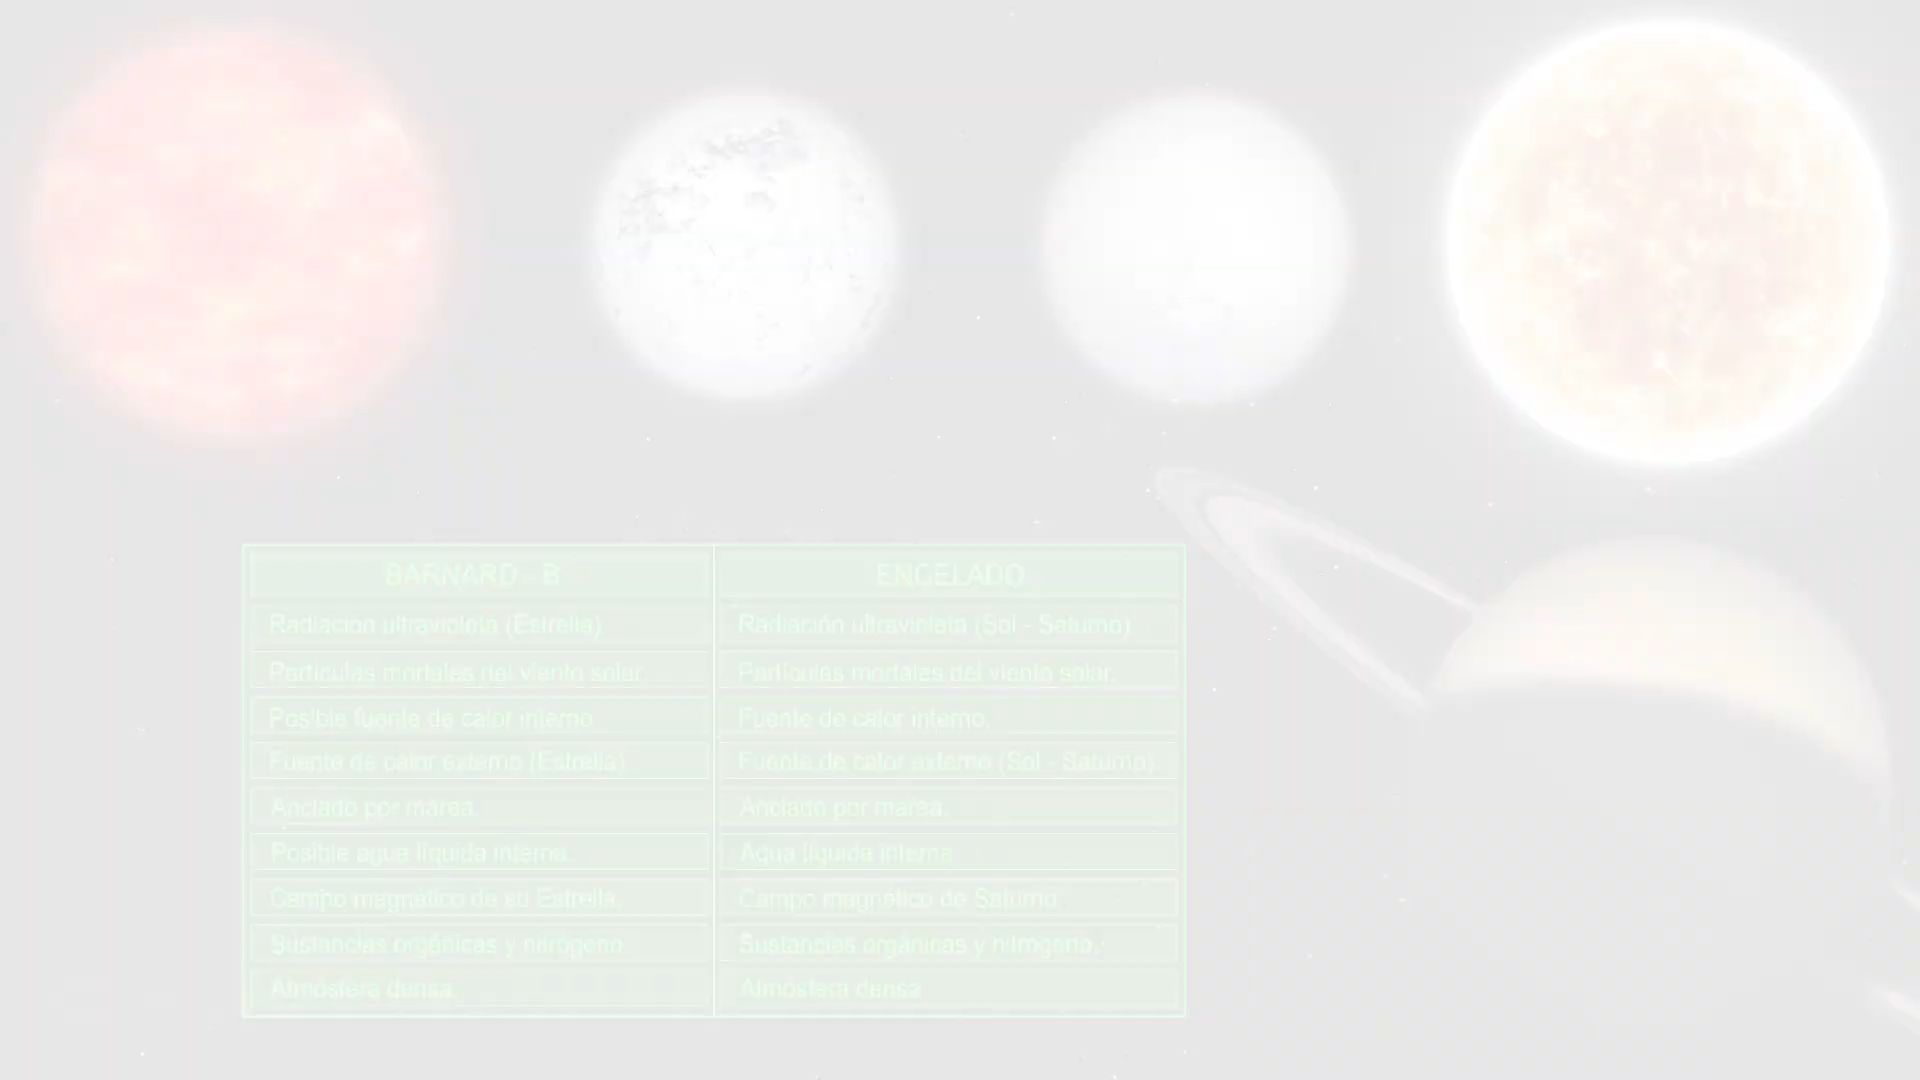 BARNARD - B
ENCELADO
Radiación ultravioleta (Estrella)
Radiación ultravioleta (Sol - Saturno)
Partículas mortales del viento solar.
Partículas mortales del viento solar.
Posible fuente de calor interno.
Fuente de calor interno.
Fuente de calor externo (Estrella)
Fuente de calor externo (Sol - Saturno)
Anclado por marea.
Anclado por marea.
Posible agua líquida interna.
Agua líquida interna.
Campo magnético de su Estrella.
Campo magnético de Saturno.
Sustancias orgánicas y nitrógeno.
Sustancias orgánicas y nitrógeno.
Atmósfera densa.
Atmósfera densa.